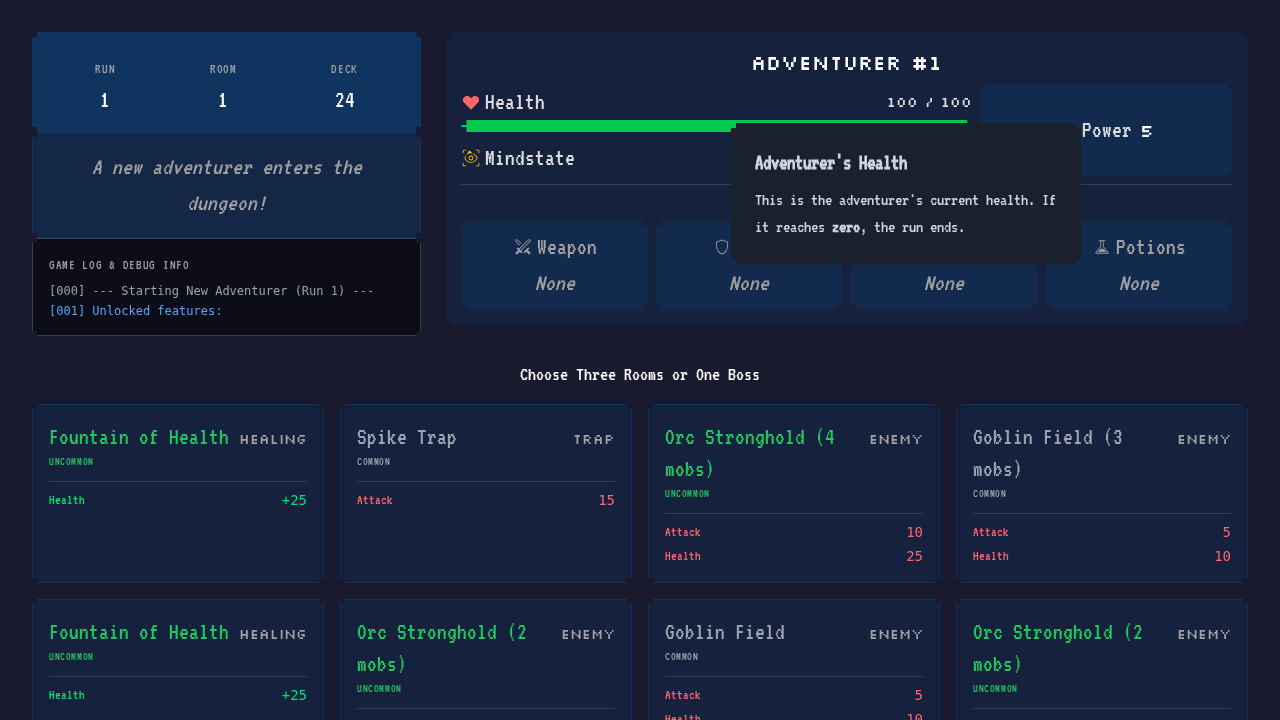 RUN
1
ROOM
1
DECK
24
A new adventurer enters the
dungeon!
GAME LOG & DEBUG INFO
[000] --- Starting New Adventurer (Run 1) ---
[001] Unlocked features:
ADVENTURER #1
Health
100 / 100
Mindstate
Power 5
Adventurer's Health
This is the adventurer's current health. If
it reaches zero, the run ends.
Weapon
None
None
None
Potions
None
Choose Three Rooms or One Boss
Fountain of Health
HEALING
UNCOMMON
Health
+25
Spike Trap
TRAP
COMMON
Attack
15
Orc Stronghold (4
mobs)
ENEMY
UNCOMMON
Attack
10
Health
25
Goblin Field (3
mobs)
ENEMY
COMMON
Attack
5
Health
10
Fountain of Health
HEALING
UNCOMMON
Health
+25
Orc Stronghold (2
mobs)
ENEMY
UNCOMMON
Goblin Field
ENEMY
COMMON
Attack
5
Health
10
Orc Stronghold (2
mobs)
ENEMY
UNCOMMON